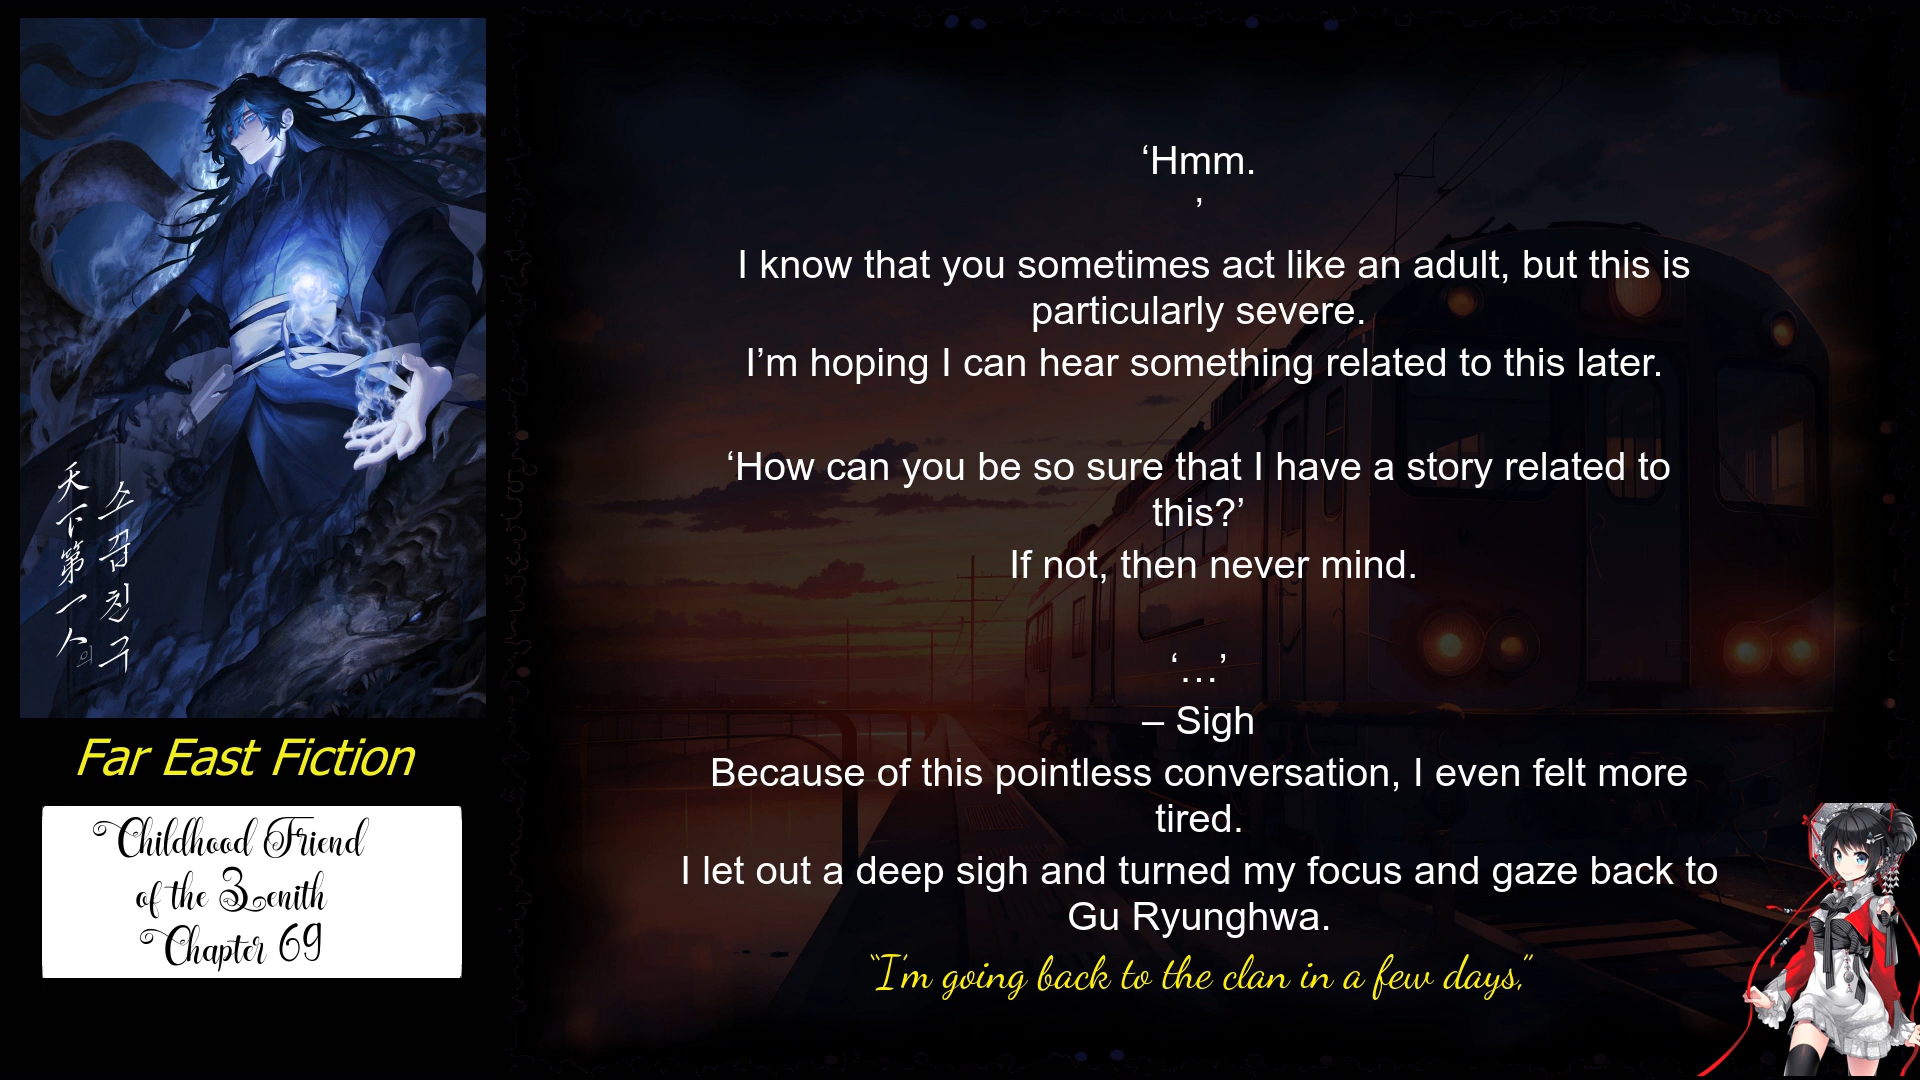 天下第一人의
소꿉친구
Far East Fiction
Childhood Friend
of the Zenith
Chapter 69
‘Hmm.
’
I know that you sometimes act like an adult, but this is
particularly severe.
I’m hoping I can hear something related to this later.
‘How can you be so sure that I have a story related to
this?’
If not, then never mind.
‘…’
– Sigh
Because of this pointless conversation, I even felt more
tired.
I let out a deep sigh and turned my focus and gaze back to
Gu Ryunghwa.
“I’m going back to the clan in a few days,”